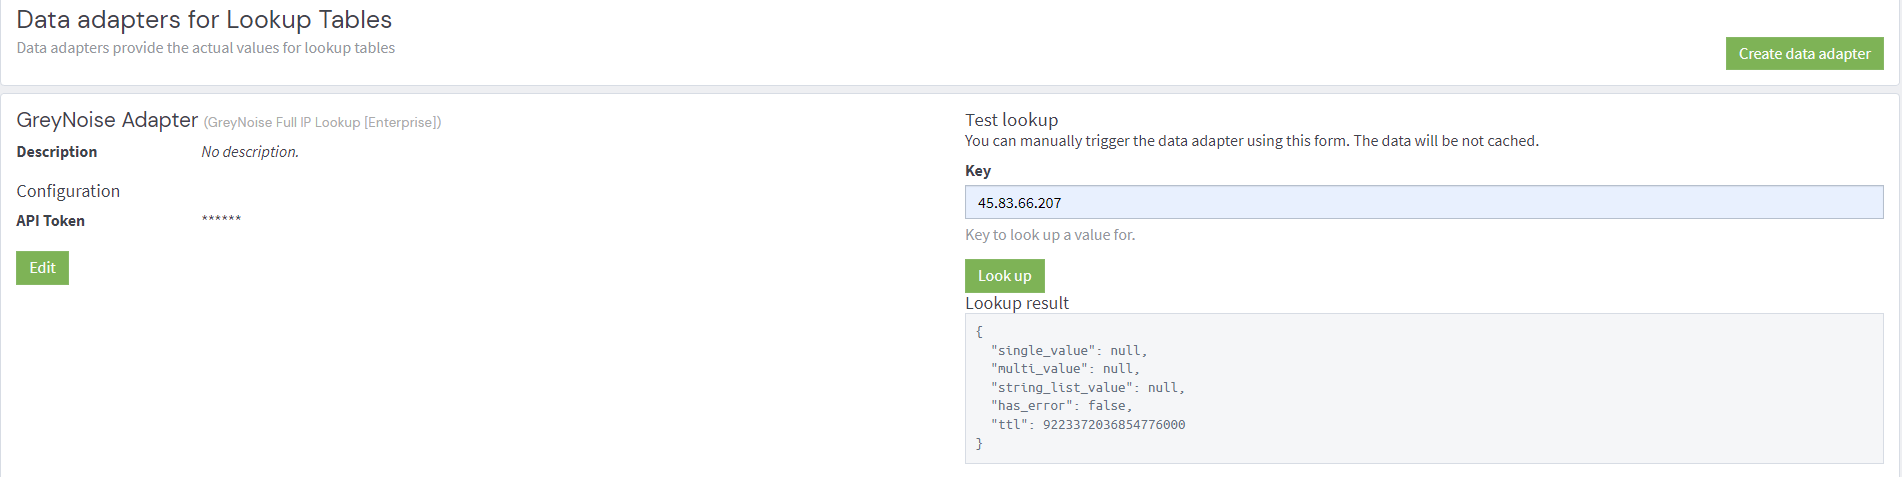 Data adapters for Lookup Tables
Data adapters provide the actual values for lookup tables
Create data adapter
GreyNoise Adapter (GreyNoise Full IP Lookup [Enterprise])
Description No description.
Configuration
API Token ******
Edit
Test lookup
You can manually trigger the data adapter using this form. The data will be not cached.
Key
45.83.66.207
Key to look up a value for.
Look up
Lookup result
{
  "single_value": null,
  "multi_value": null,
  "string_list_value": null,
  "has_error": false,
  "ttl": 9223372036854776000
}